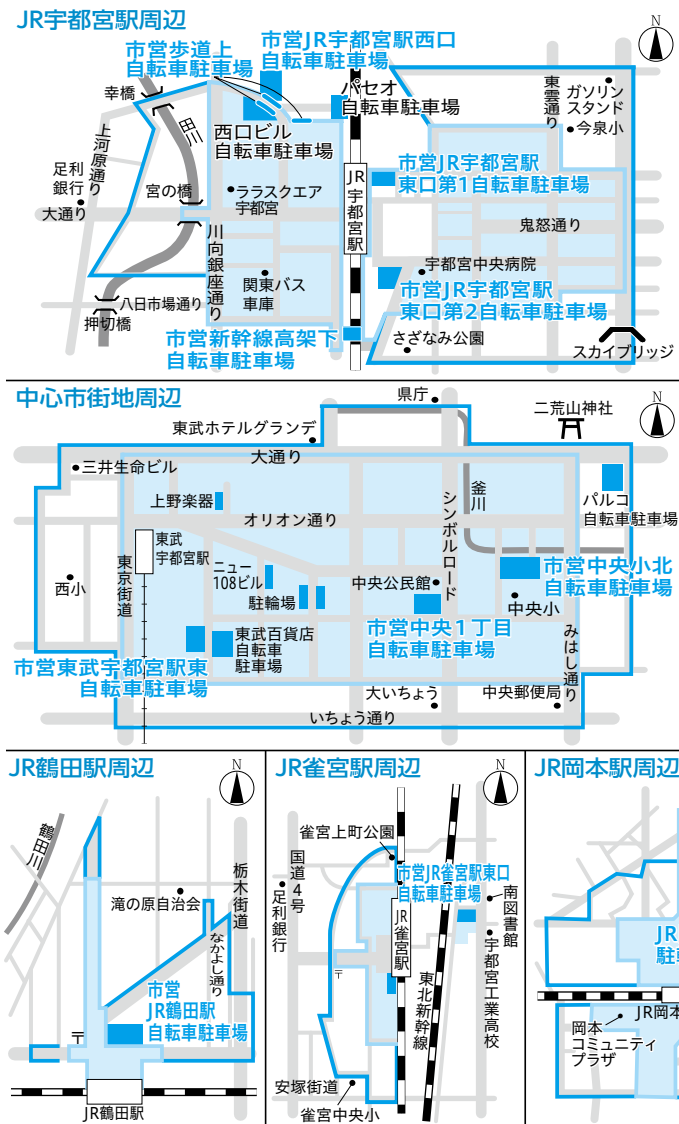 JR宇都宮駅周辺
N
市営歩道上
自転車駐車場
市営JR宇都宮駅西口
自転車駐車場
パセオ
自転車駐車場
幸橋
田川
上河原通り
西口ビル
自転車駐車場
東雲通り
ガソリン
スタンド
今泉小
足利
銀行
大通り
宮の橋
ララスクエア
宇都宮
JR宇都宮駅
市営JR宇都宮駅
東口第1自転車駐車場
鬼怒通り
川向銀座通り
関東バス
車庫
宇都宮中央病院
市営JR宇都宮駅
東口第2自転車駐車場
八日市場通り
押切橋
市営新幹線高架下
自転車駐車場
さざなみ公園
スカイブリッジ
中心市街地周辺
N
県庁
二荒山神社
東武ホテルグランデ
大通り
三井生命ビル
上野楽器
オリオン通り
シンボルロード
釜川
パルコ
自転車駐車場
東武
宇都宮駅
東京街道
西小
ニュー
108ビル
駐輪場
中央公民館
市営中央小北
自転車駐車場
中央小
市営中央1丁目
自転車駐車場
東武百貨店
自転車
駐車場
市営東武宇都宮駅東
自転車駐車場
みはし通り
大いちょう
中央郵便局
いちょう通り
JR鶴田駅周辺
N
鶴田川
栃木街道
滝の原自治会
なかよし通り
市営
JR鶴田駅
自転車駐車場
〒
JR鶴田駅
JR雀宮駅周辺
N
雀宮上町公園
国道4号
足利銀行
市営JR雀宮駅東口
自転車駐車場
JR雀宮駅
南図書館
宇都宮工業高校
東北新幹線
〒
安塚街道
雀宮中央小
JR岡本駅周辺
JR
駐
JR岡本
岡本
コミュニティ
プラザ